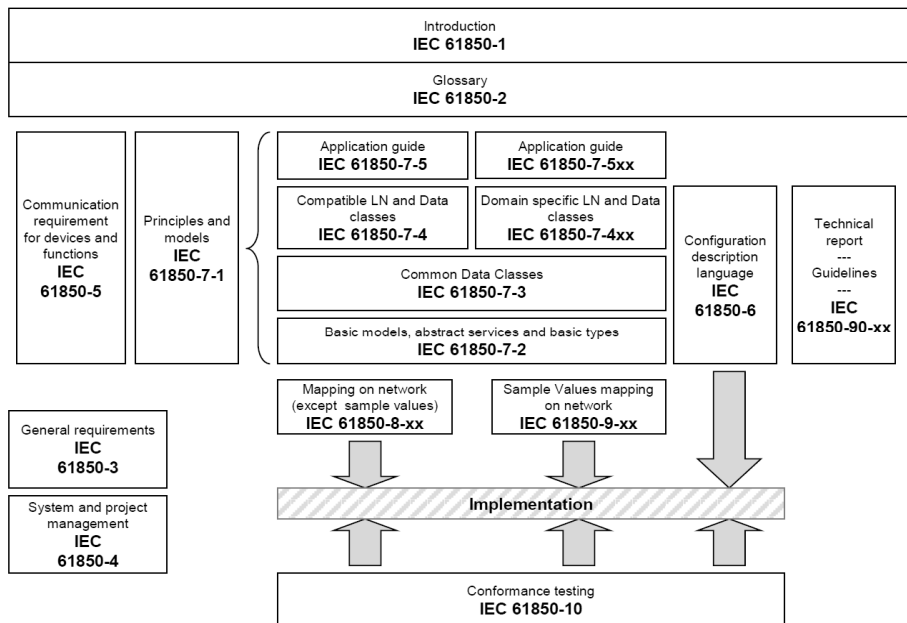 Introduction
IEC 61850-1
Glossary
IEC 61850-2
Communication
requirement
for devices and
functions
IEC
61850-5
Principles and
models
IEC
61850-7-1
Application guide
IEC 61850-7-5
Application guide
IEC 61850-7-5xx
Compatible LN and Data
classes
IEC 61850-7-4
Domain specific LN and Data
classes
IEC 61850-7-4xx
Common Data Classes
IEC 61850-7-3
Basic models, abstract services and basic types
IEC 61850-7-2
Configuration
description
language
IEC
61850-6
Technical
report
---
Guidelines
---
IEC
61850-90-xx
Mapping on network
(except sample values)
IEC 61850-8-xx
Sample Values mapping
on network
IEC 61850-9-xx
General requirements
IEC
61850-3
System and project
management
IEC
61850-4
Implementation
Conformance testing
IEC 61850-10